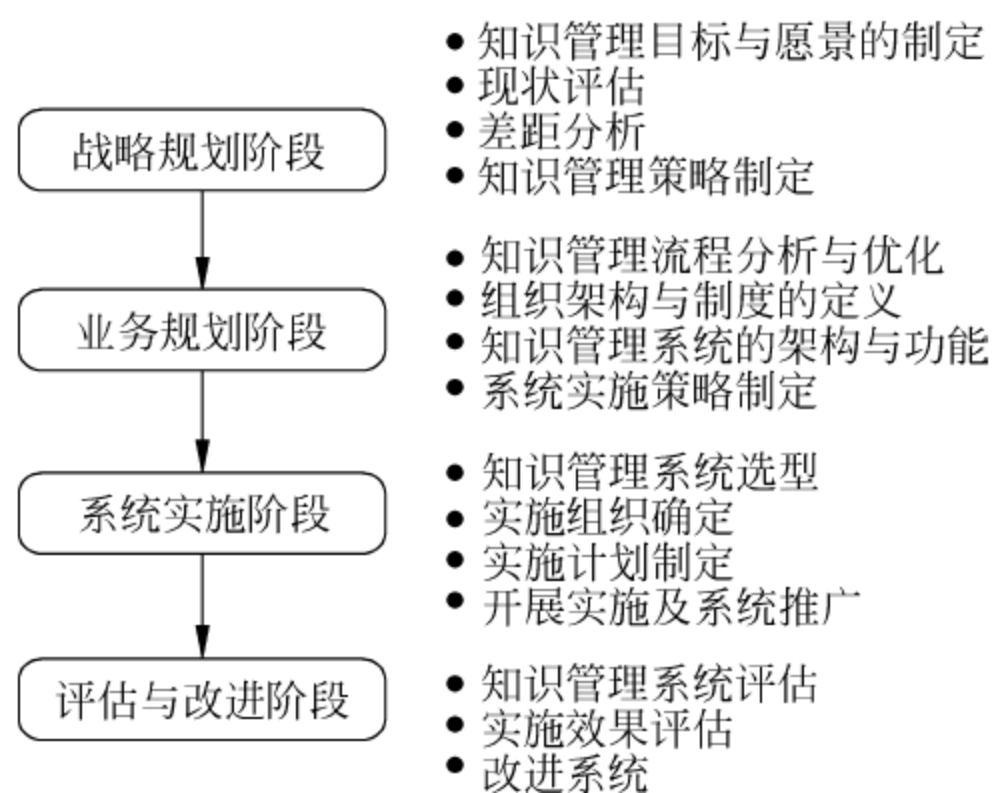 战略规划阶段
• 知识管理目标与愿景的制定
• 现状评估
• 差距分析
• 知识管理策略制定
业务规划阶段
• 知识管理流程分析与优化
• 组织架构与制度的定义
• 知识管理系统的架构与功能
• 系统实施策略制定
系统实施阶段
• 知识管理系统选型
• 实施组织确定
• 实施计划制定
• 开展实施及系统推广
评估与改进阶段
• 知识管理系统评估
• 实施效果评估
• 改进系统